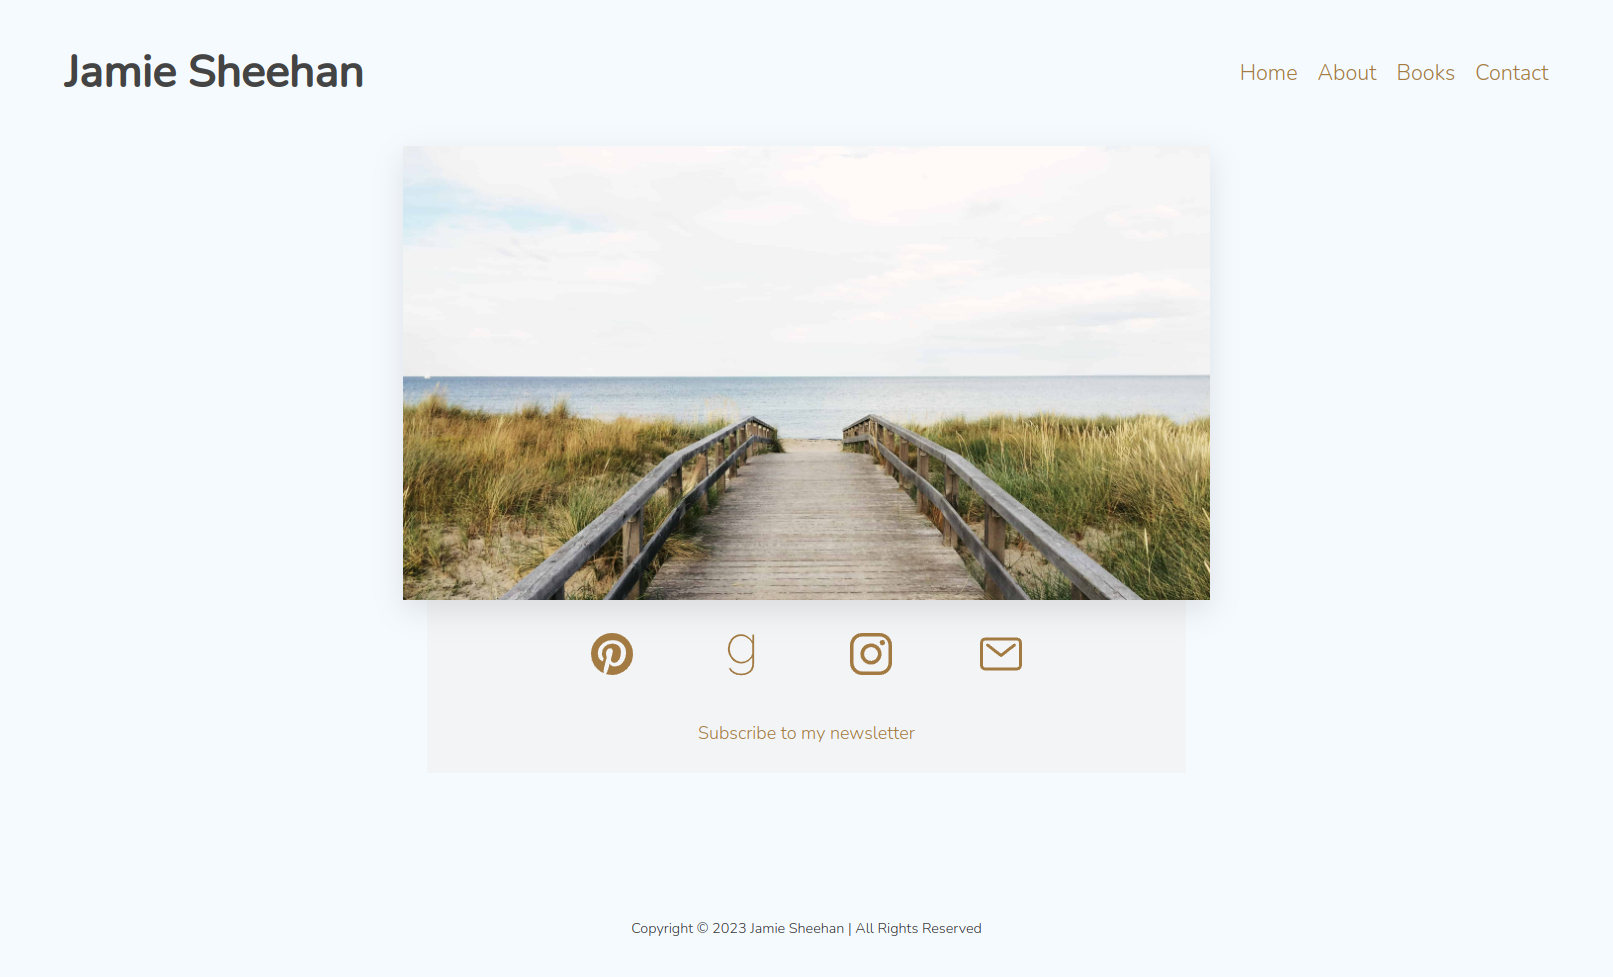 Jamie Sheehan
Home About Books Contact
Subscribe to my newsletter
Copyright © 2023 Jamie Sheehan | All Rights Reserved